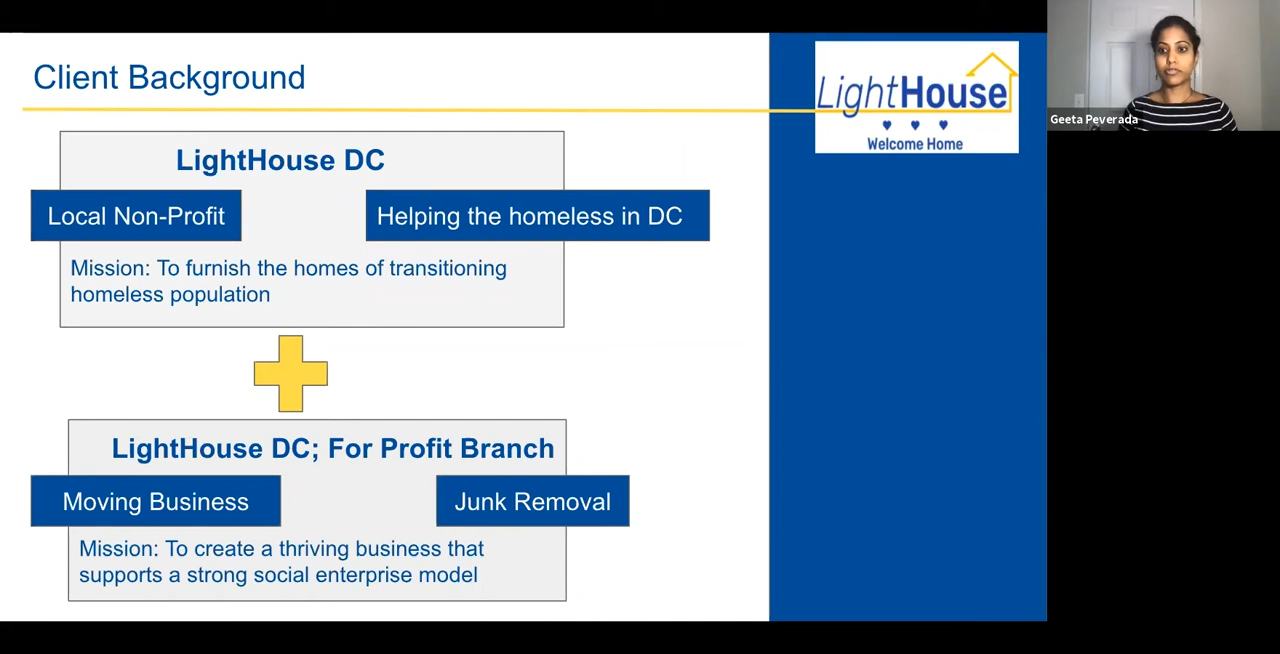 Client Background
LightHouse
Welcome Home
Geeta Peverada
LightHouse DC
Local Non-Profit
Helping the homeless in DC
Mission: To furnish the homes of transitioning
homeless population
LightHouse DC; For Profit Branch
Moving Business
Junk Removal
Mission: To create a thriving business that
supports a strong social enterprise model